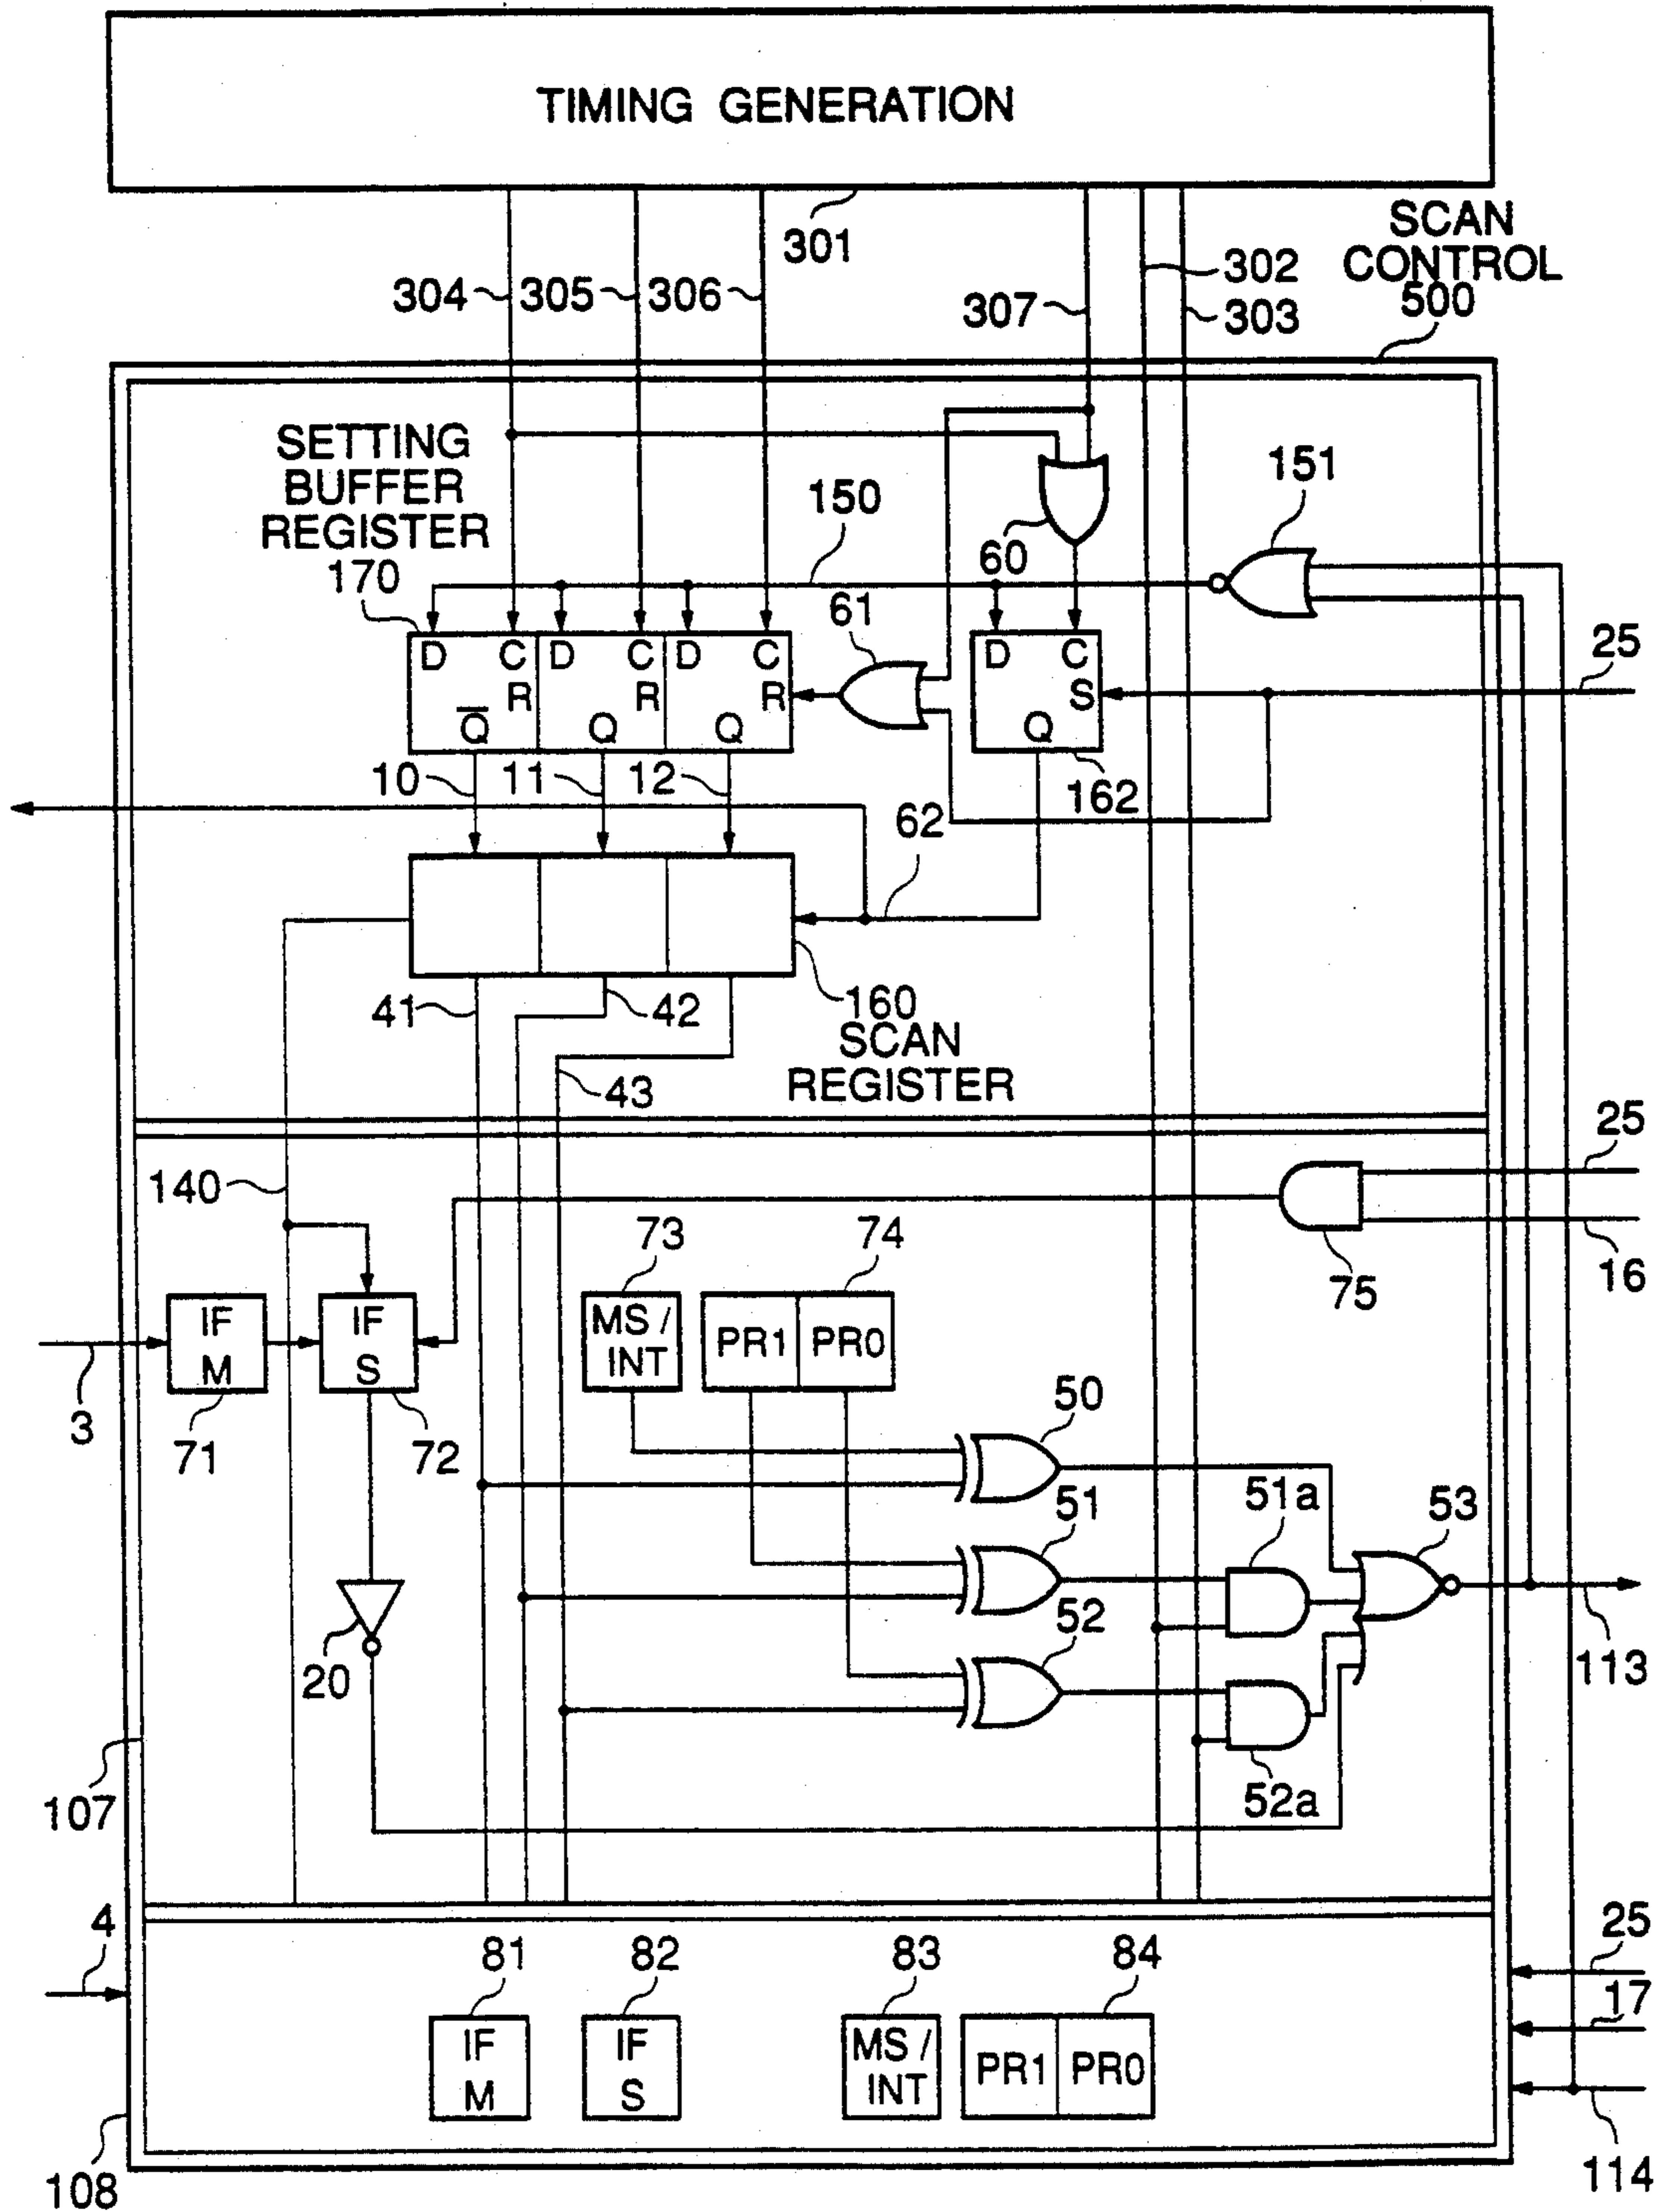 TIMING GENERATION
301
SCAN
CONTROL
500
304
305
306
307
302
303
SETTING
BUFFER
REGISTER
170
150
60
151
61
25
D C D C D C
R R R
Q̅ Q Q
D C
S
Q
10
11
12
162
62
41
42
160
SCAN
REGISTER
43
25
140
73
74
75
16
IF
M
IF
S
MS /
INT
PR1 PR0
3
71
72
50
51
51a
53
52
20
113
52a
107
4
81
82
83
84
25
17
IF
M
IF
S
MS /
INT
PR1 PR0
108
114